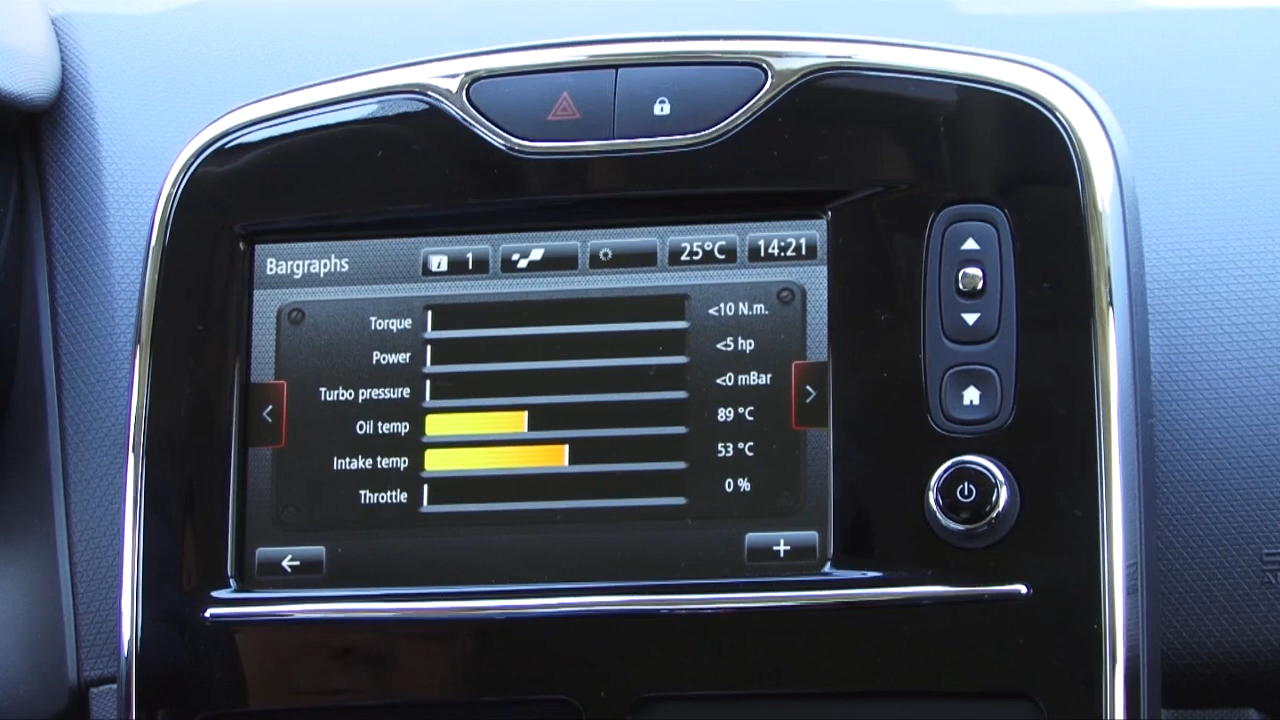 Bargraphs 1 25°C 14:21
Torque <10 N.m.
Power <5 hp
Turbo pressure <0 mBar
Oil temp 89 °C
Intake temp 53 °C
Throttle 0 %